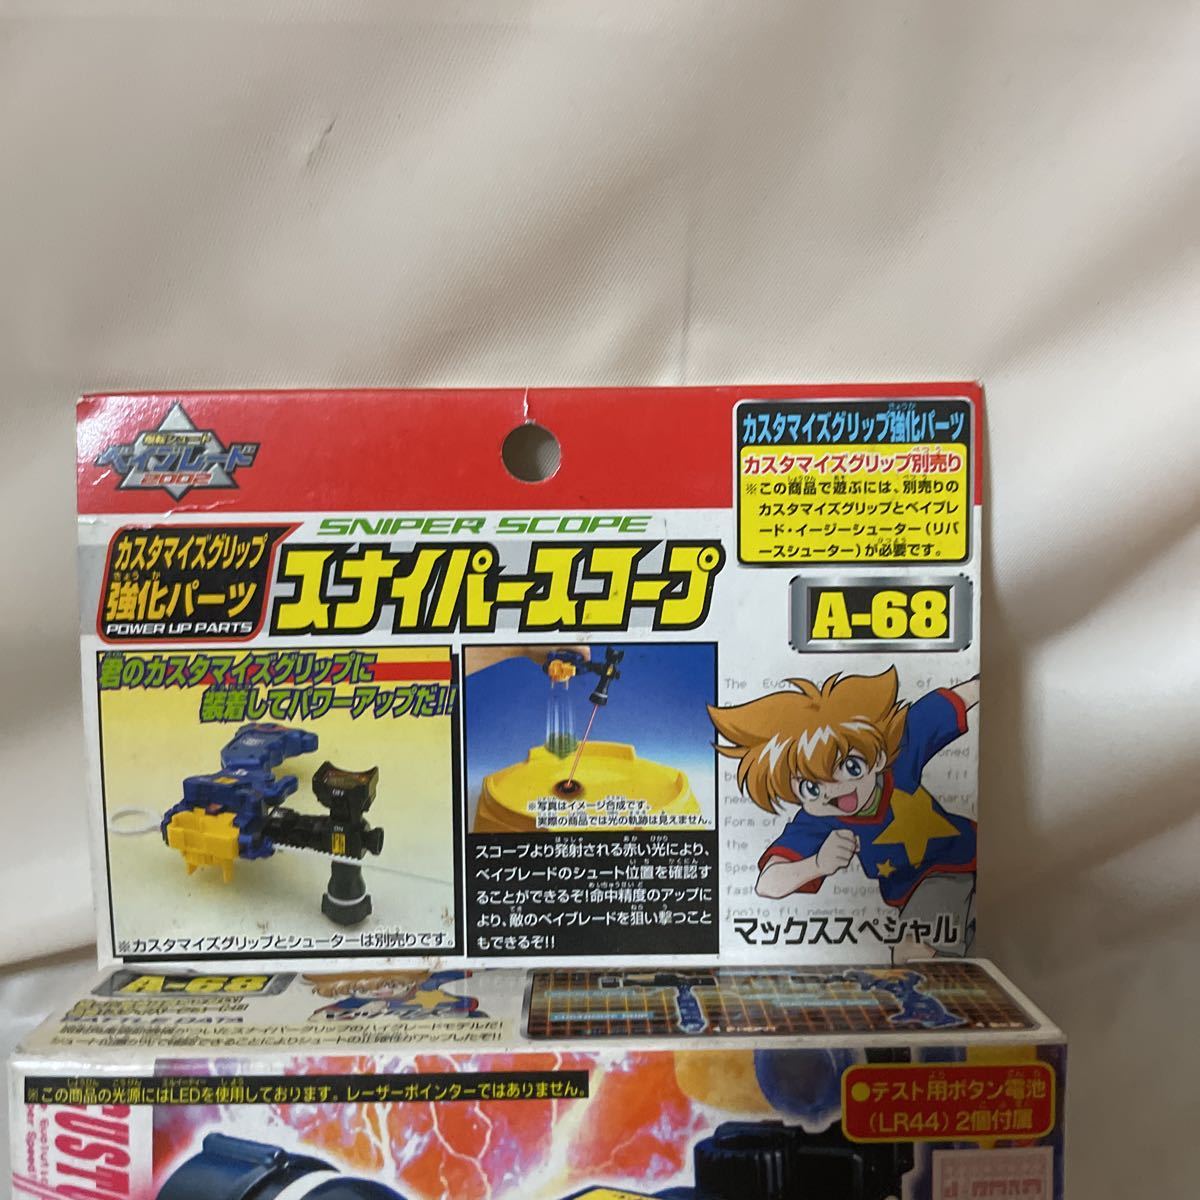 爆転シュート
ベイブレード
2002
カスタマイズグリップ強化パーツ
カスタマイズグリップ別売り
※この商品で遊ぶには、別売りの
カスタマイズグリップとベイブレ
ード・イージーシューター（リバ
ースシューター）が必要です。
SNIPER SCOPE
カスタマイズグリップ
強化パーツ
POWER UP PARTS
スナイパースコープ
A-68
君のカスタマイズグリップに
装着してパワーアップだ!!
※カスタマイズグリップとシューターは別売りです。
※写真はイメージ合成です。
実際の商品では光の軌跡は見えません。
スコープより発射される赤い光により、
ベイブレードのシュート位置を確認す
ることができるぞ!命中精度のアップに
より、敵のベイブレードを狙い撃つこと
もできるぞ!!
マックススペシャル
A-68
※この商品の光源にはLEDを使用しております。レーザーポインターではありません。
●テスト用ボタン電池
(LR44) 2個付属